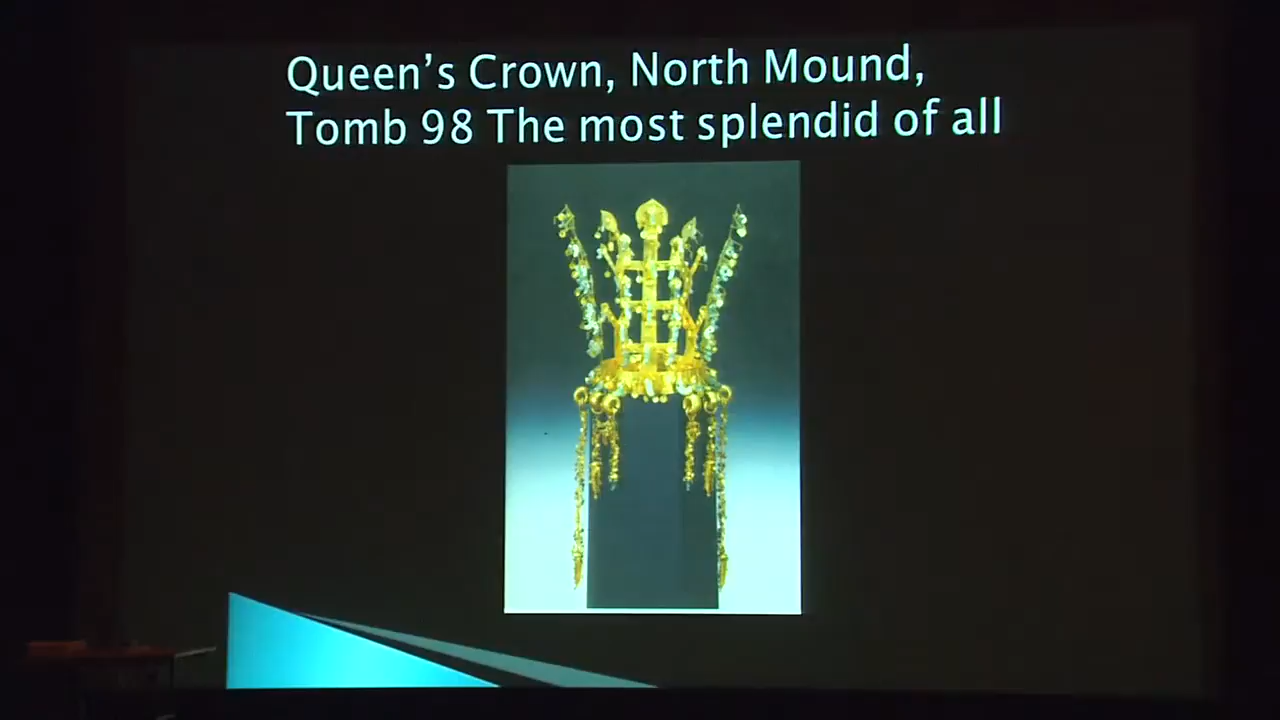 Queen’s Crown, North Mound,
Tomb 98 The most splendid of all